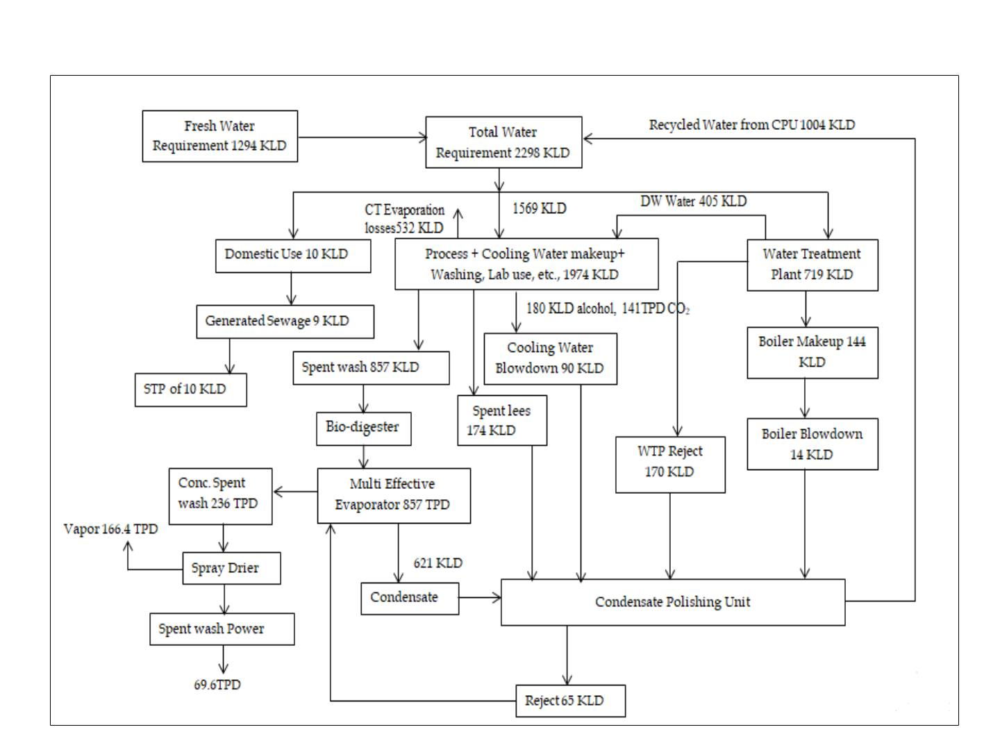 Fresh Water
Requirement 1294 KLD
Total Water
Requirement 2298 KLD
Recycled Water from CPU 1004 KLD
CT Evaporation
losses532 KLD
1569 KLD
DW Water 405 KLD
Domestic Use 10 KLD
Process + Cooling Water makeup+
Washing, Lab use, etc., 1974 KLD
Water Treatment
Plant 719 KLD
180 KLD alcohol, 141TPD CO₂
Generated Sewage 9 KLD
Cooling Water
Blowdown 90 KLD
Boiler Makeup 144
KLD
Spent wash 857 KLD
STP of 10 KLD
Spent lees
174 KLD
Bio-digester
WTP Reject
170 KLD
Boiler Blowdown
14 KLD
Conc. Spent
wash 236 TPD
Multi Effective
Evaporator 857 TPD
Vapor 166.4 TPD
Spray Drier
621 KLD
Condensate
Condensate Polishing Unit
Spent wash Power
69.6TPD
Reject 65 KLD